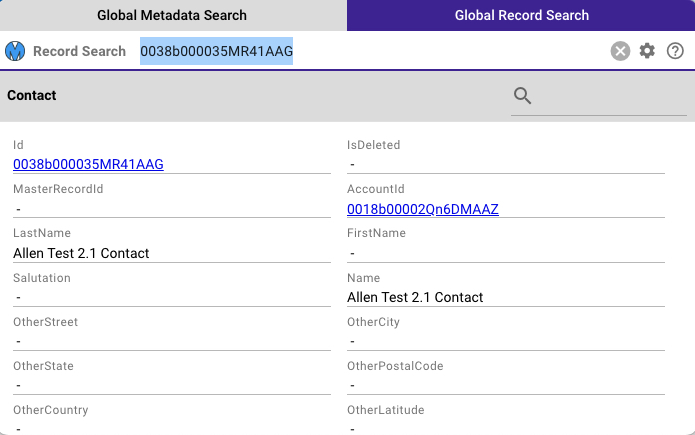 Global Metadata Search Global Record Search
Record Search 0038b000035MR41AAG
Contact
Id IsDeleted
0038b000035MR41AAG -
MasterRecordId AccountId
- 0018b00002Qn6DMAAZ
LastName FirstName
Allen Test 2.1 Contact -
Salutation Name
- Allen Test 2.1 Contact
OtherStreet OtherCity
- -
OtherState OtherPostalCode
- -
OtherCountry OtherLatitude
- -